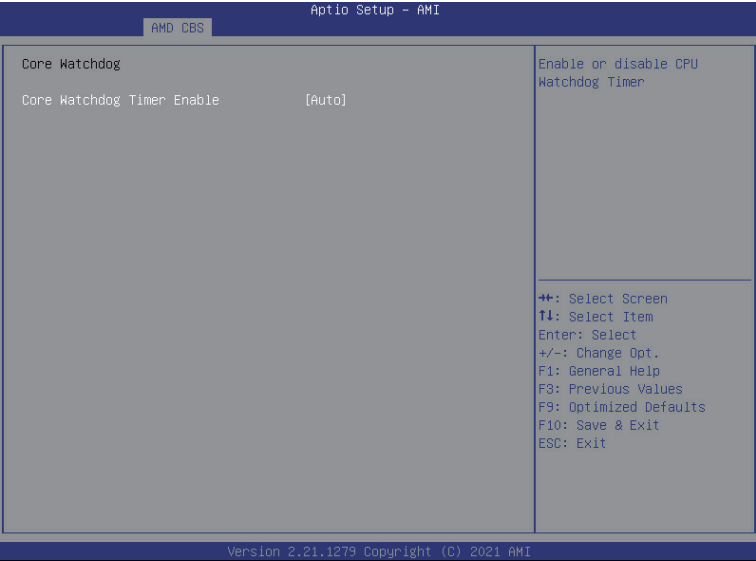 Aptio Setup – AMI
AMD CBS
Core Watchdog
Core Watchdog Timer Enable [Auto]
Enable or disable CPU
Watchdog Timer
→←: Select Screen
↑↓: Select Item
Enter: Select
+/-: Change Opt.
F1: General Help
F3: Previous Values
F9: Optimized Defaults
F10: Save & Exit
ESC: Exit
Version 2.21.1279 Copyright (C) 2021 AMI